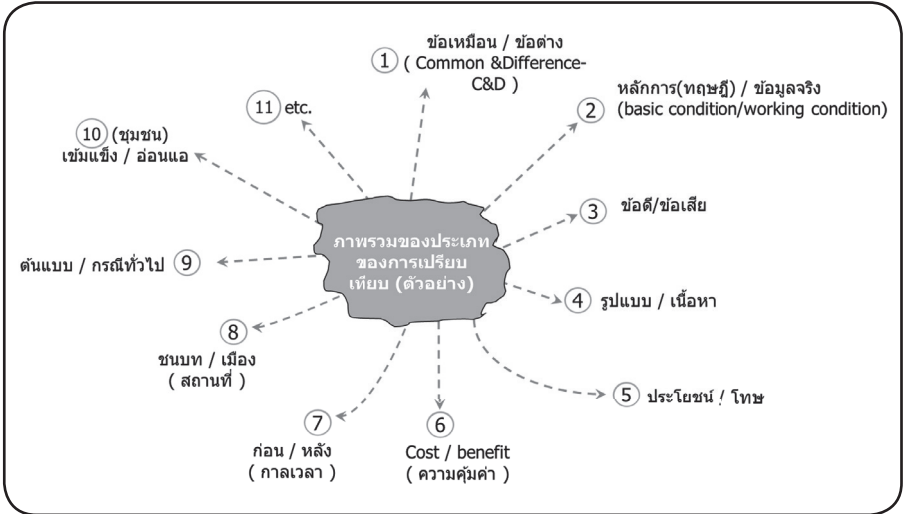 ภาพรวมของประเภท
ของการเปรียบ
เทียบ (ตัวอย่าง)
1 ข้อเหมือน / ข้อต่าง
( Common &Difference-
C&D )
2 หลักการ(ทฤษฎี) / ข้อมูลจริง
(basic condition/working condition)
3 ข้อดี/ข้อเสีย
4 รูปแบบ / เนื้อหา
5 ประโยชน์ / โทษ
6
Cost / benefit
( ความคุ้มค่า )
7
ก่อน / หลัง
( กาลเวลา )
8
ชนบท / เมือง
( สถานที่ )
ต้นแบบ / กรณีทั่วไป 9
10 (ชุมชน)
เข้มแข็ง / อ่อนแอ
11 etc.